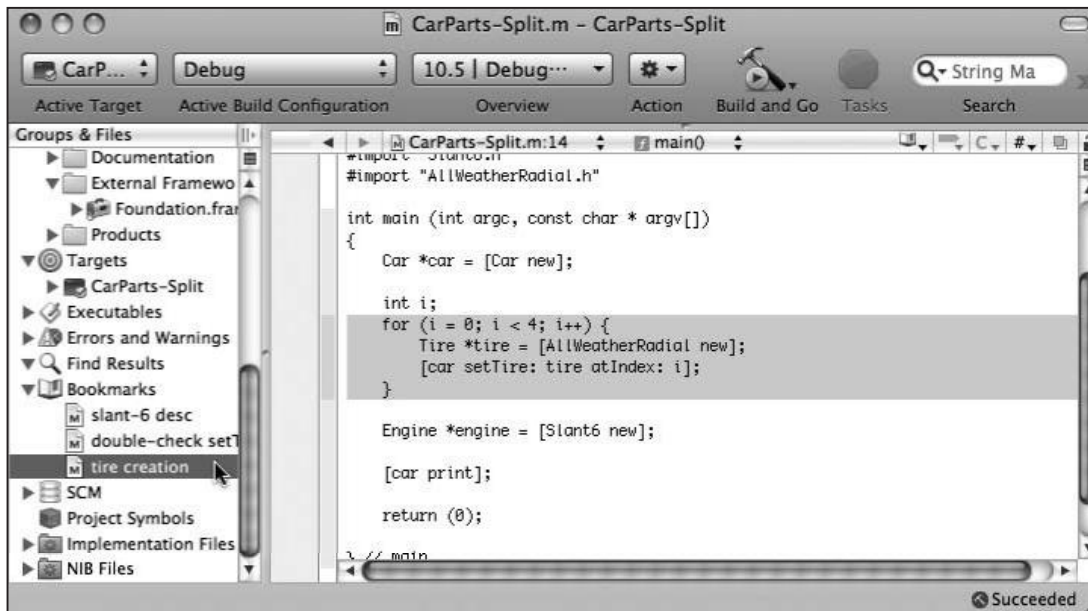 CarParts-Split.m – CarParts-Split
CarP...
Debug
10.5 | Debug···
String Ma
Active Target
Active Build Configuration
Overview
Action
Build and Go
Tasks
Search
Groups & Files
Documentation
External Framewo
Foundation.fran
Products
Targets
CarParts-Split
Executables
Errors and Warnings
Find Results
Bookmarks
slant-6 desc
double-check setT
tire creation
SCM
Project Symbols
Implementation Files
NIB Files
CarParts-Split.m:14
main()
C, #,
#import "Slant6.h"
#import "AllWeatherRadial.h"
int main (int argc, const char * argv[])
{
Car *car = [Car new];
int i;
for (i = 0; i < 4; i++) {
Tire *tire = [AllWeatherRadial new];
[car setTire: tire atIndex: i];
}
Engine *engine = [Slant6 new];
[car print];
return (0);
} // main
Succeeded